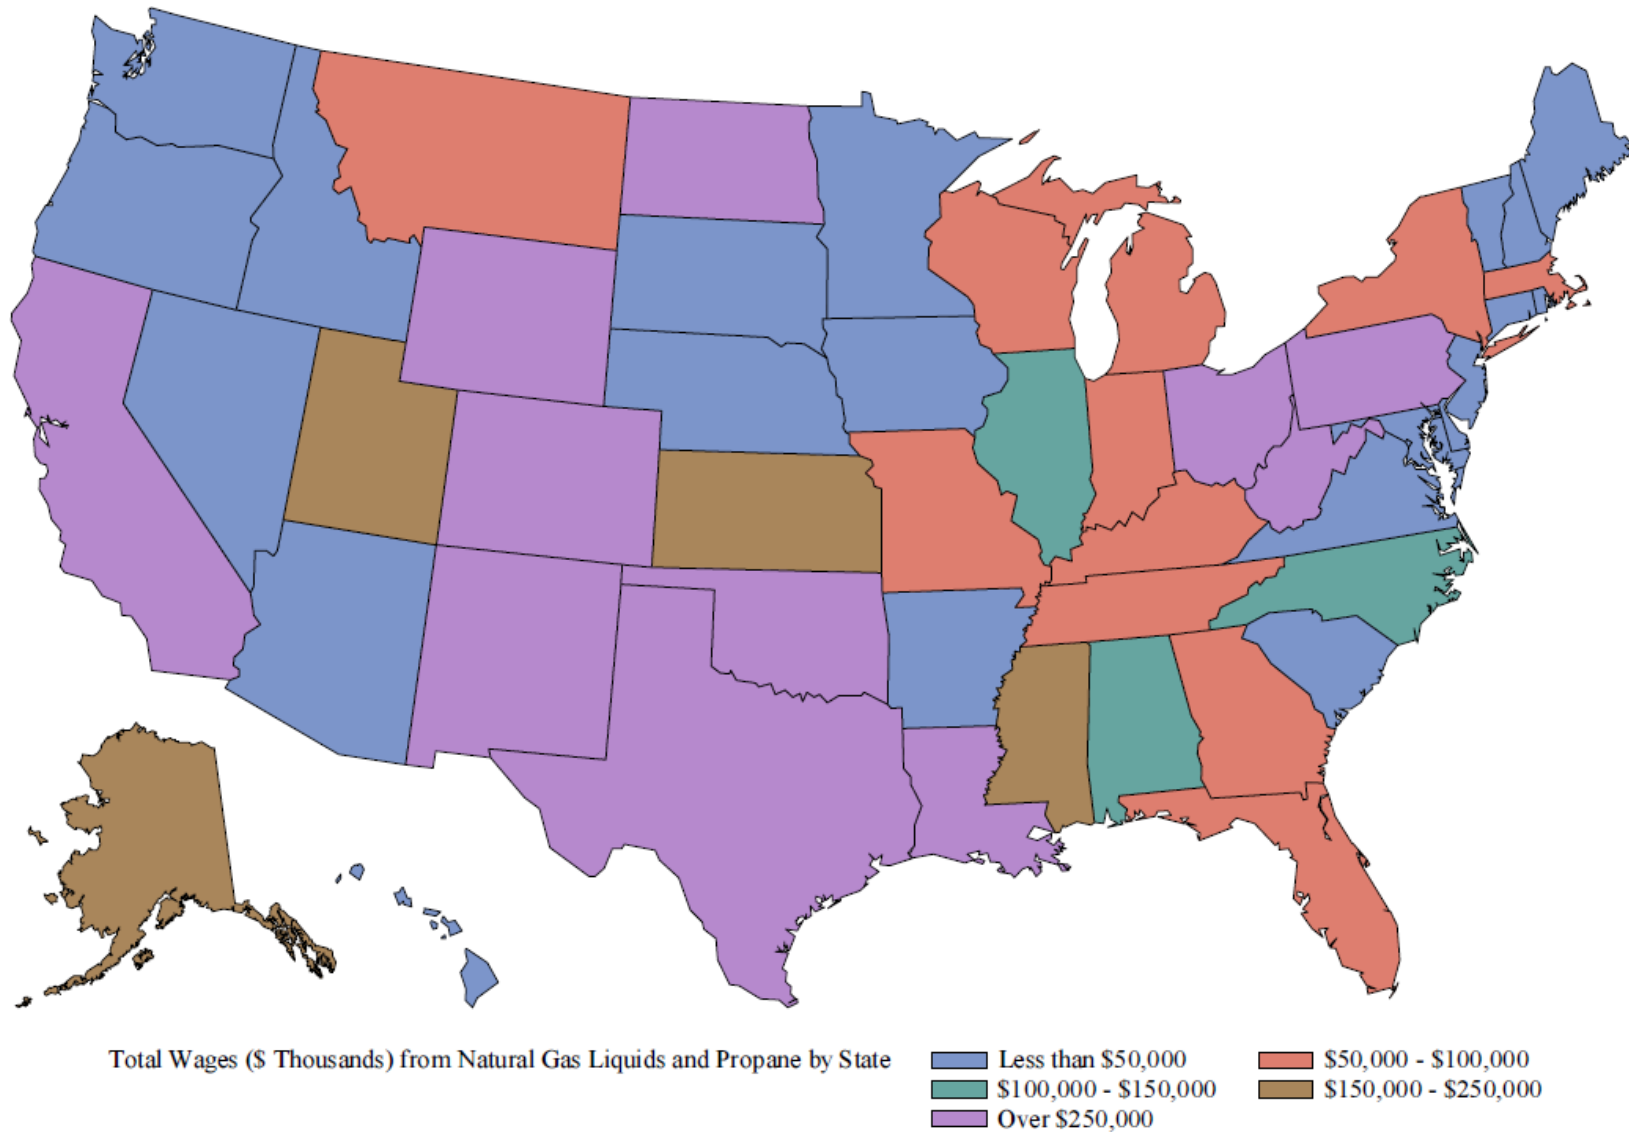 Total Wages ($ Thousands) from Natural Gas Liquids and Propane by State
Less than $50,000
$50,000 - $100,000
$100,000 - $150,000
$150,000 - $250,000
Over $250,000